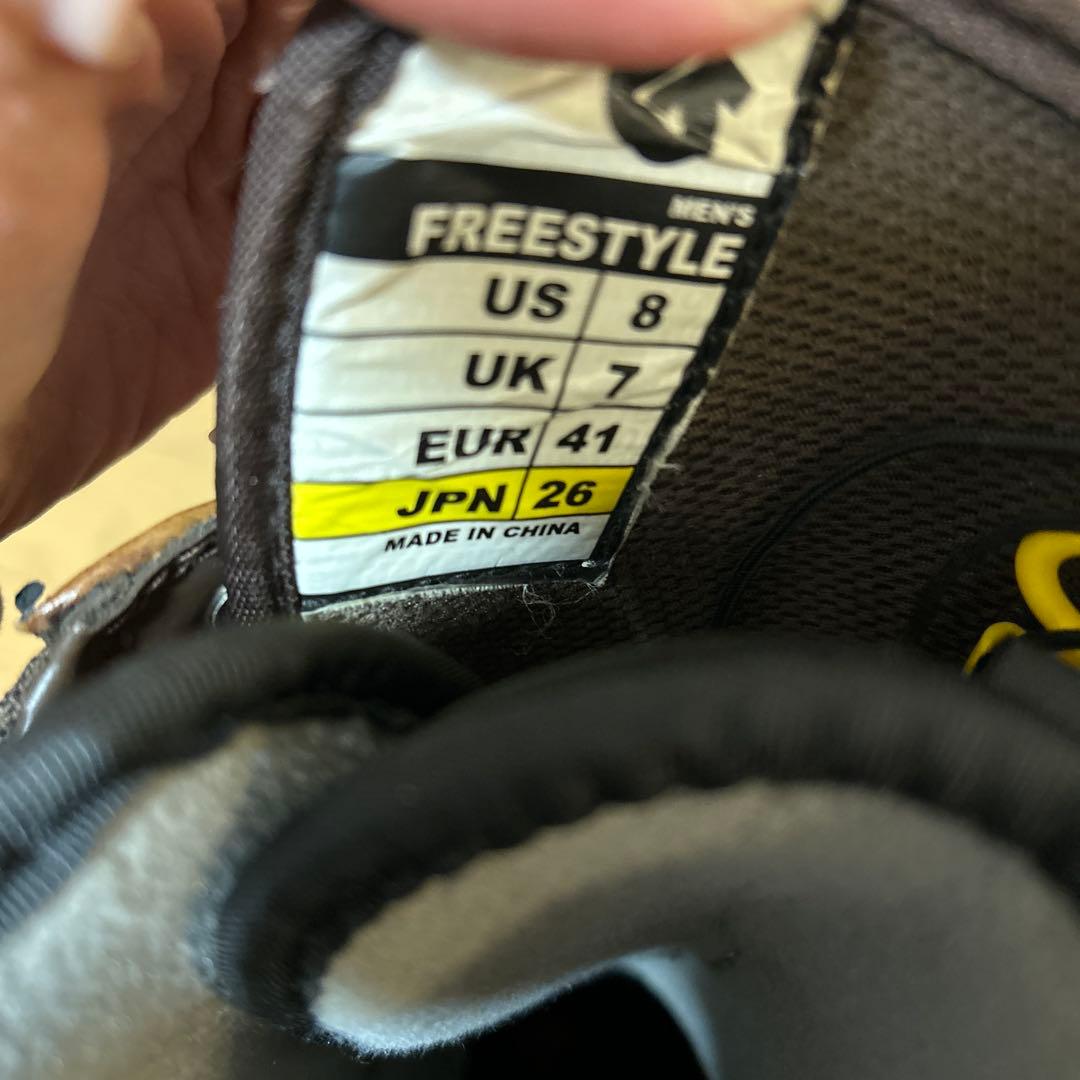 MEN'S
FREESTYLE
US 8
UK 7
EUR 41
JPN 26
MADE IN CHINA